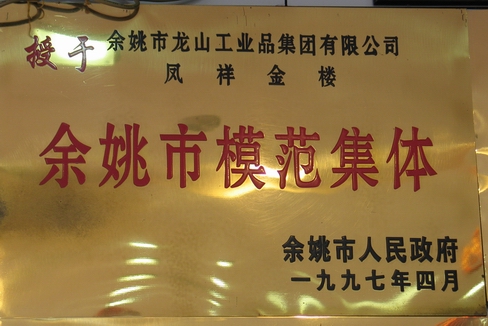 授于 余姚市龙山工业品集团有限公司
凤祥金楼
余姚市模范集体
余姚市人民政府
一九九七年四月